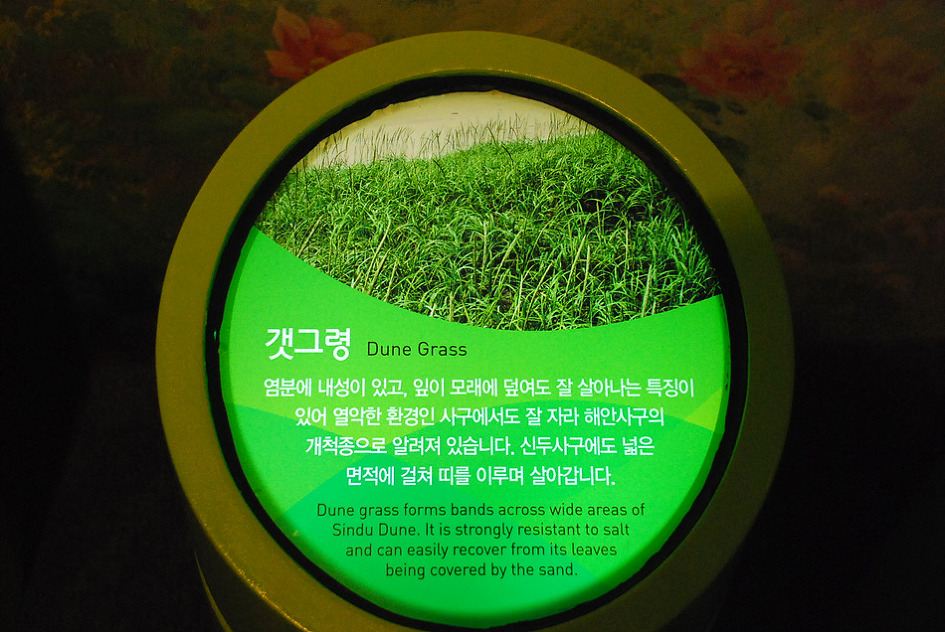 갯그령 Dune Grass
염분에 내성이 있고, 잎이 모래에 덮여도 잘 살아나는 특징이
있어 열악한 환경인 사구에서도 잘 자라 해안사구의
개척종으로 알려져 있습니다. 신두사구에도 넓은
면적에 걸쳐 띠를 이루며 살아갑니다.
Dune grass forms bands across wide areas of
Sindu Dune. It is strongly resistant to salt
and can easily recover from its leaves
being covered by the sand.